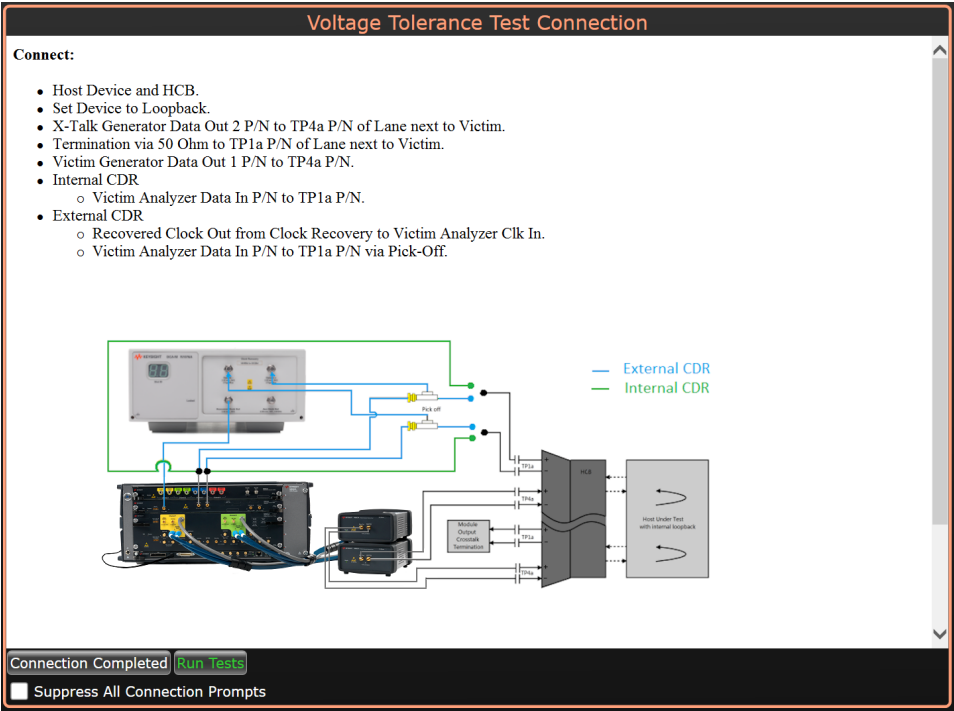 Voltage Tolerance Test Connection
Connect:
Host Device and HCB.
Set Device to Loopback.
X-Talk Generator Data Out 2 P/N to TP4a P/N of Lane next to Victim.
Termination via 50 Ohm to TP1a P/N of Lane next to Victim.
Victim Generator Data Out 1 P/N to TP4a P/N.
Internal CDR
Victim Analyzer Data In P/N to TP1a P/N.
External CDR
Recovered Clock Out from Clock Recovery to Victim Analyzer Clk In.
Victim Analyzer Data In P/N to TP1a P/N via Pick-Off.
KEYSIGHT
External CDR
Internal CDR
Pick off
TP1a
HCB
TP4a
Module
Output
Crosstalk
Termination
TP1a
TP4a
Host Under Test
with internal loopback
Connection Completed
Run Tests
Suppress All Connection Prompts